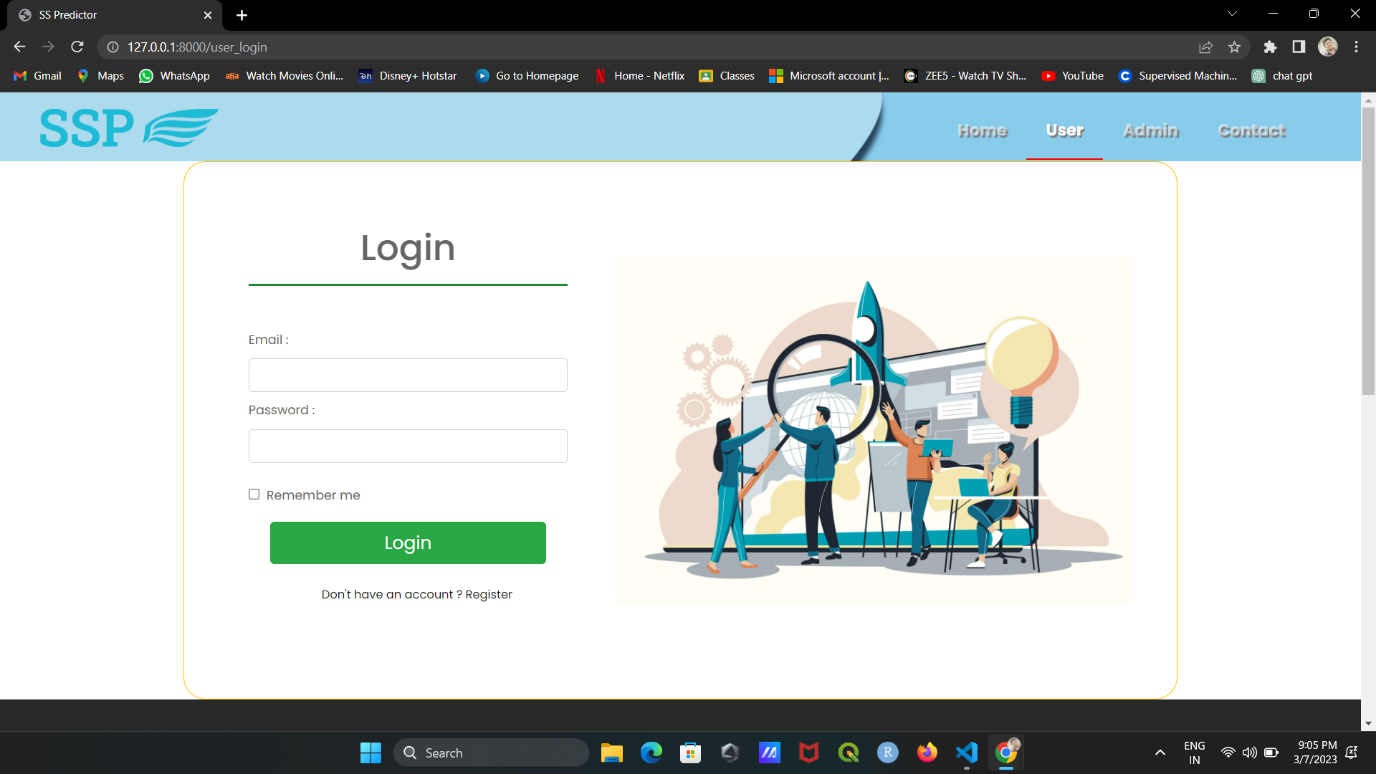 SS Predictor
127.0.0.1:8000/user_login
Gmail Maps WhatsApp Watch Movies Onli... Disney+ Hotstar Go to Homepage Home - Netflix Classes Microsoft account |... ZEE5 - Watch TV Sh... YouTube Supervised Machin... chat gpt
SSP Home User Admin Contact
Login
Email :
Password :
Remember me
Login
Don't have an account ? Register
Search
ENG
IN
9:05 PM
3/7/2023